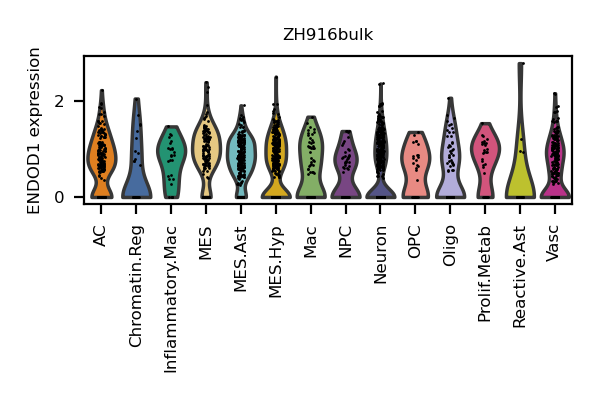 ZH916bulk
ENDOD1 expression
2
0
AC
Chromatin.Reg
Inflammatory.Mac
MES
MES.Ast
MES.Hyp
Mac
NPC
Neuron
OPC
Oligo
Prolif.Metab
Reactive.Ast
Vasc